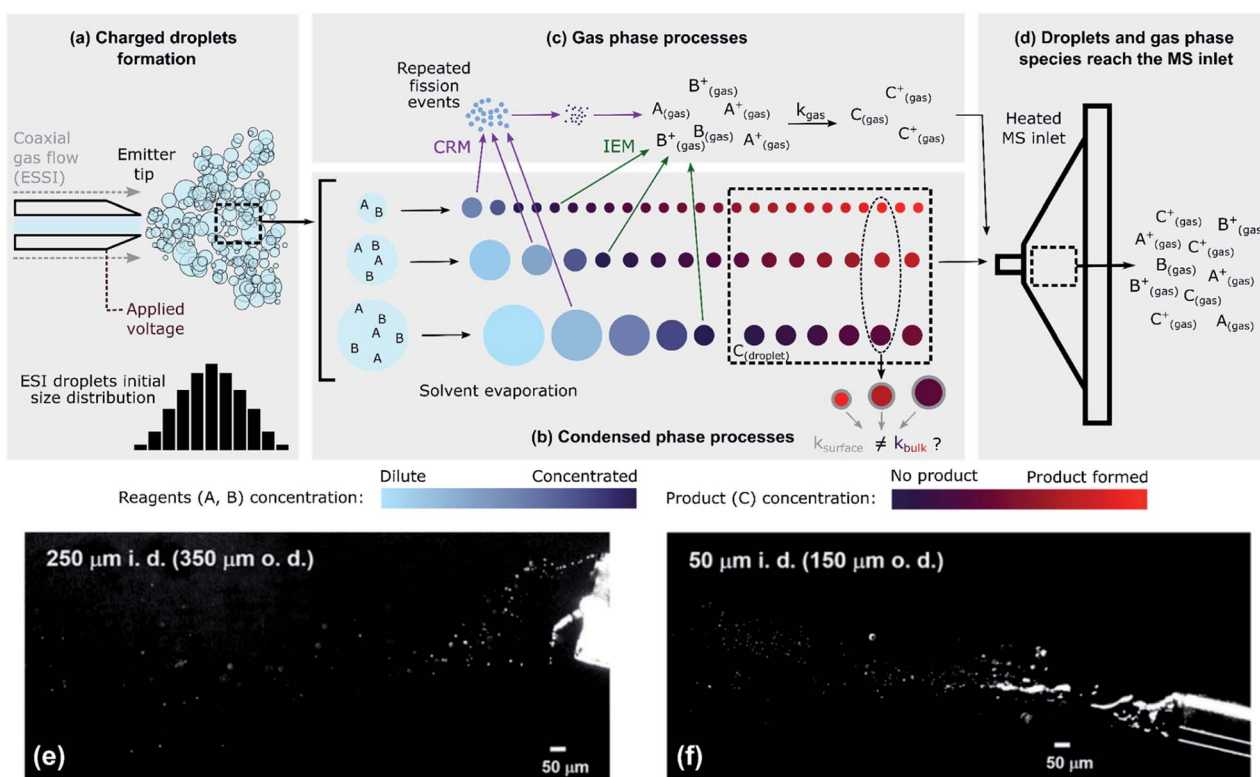 (a) Charged droplets
formation
Coaxial
gas flow
(ESSI)
Emitter
tip
Applied
voltage
ESI droplets initial
size distribution
(c) Gas phase processes
Repeated
fission
events
CRM
IEM
B+(gas)
A(gas)
A+(gas)
B+(gas)
B(gas)
A+(gas)
kgas
C+(gas)
C(gas)
C+(gas)
A
B
A
B
A
B
A
B
A
B
A
B
C(droplet)
Solvent evaporation
(b) Condensed phase processes
ksurface ≠ kbulk ?
(d) Droplets and gas phase
species reach the MS inlet
Heated
MS inlet
C+(gas)
B+(gas)
A+(gas)
C+(gas)
B(gas)
A+(gas)
B+(gas)
C(gas)
C+(gas)
A(gas)
Dilute
Concentrated
Reagents (A, B) concentration:
No product
Product formed
Product (C) concentration:
250 µm i. d. (350 µm o. d.)
(e)
50 µm
50 µm i. d. (150 µm o. d.)
(f)
50 µm